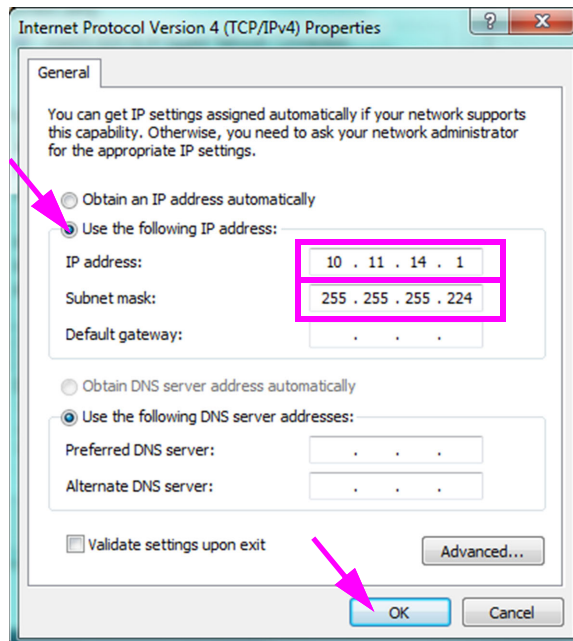 Internet Protocol Version 4 (TCP/IPv4) Properties
?
x
General
You can get IP settings assigned automatically if your network supports
this capability. Otherwise, you need to ask your network administrator
for the appropriate IP settings.
Obtain an IP address automatically
Use the following IP address:
IP address: 10 . 11 . 14 . 1
Subnet mask: 255 . 255 . 255 . 224
Default gateway: . . .
Obtain DNS server address automatically
Use the following DNS server addresses:
Preferred DNS server: . . .
Alternate DNS server: . . .
Validate settings upon exit
Advanced...
OK Cancel